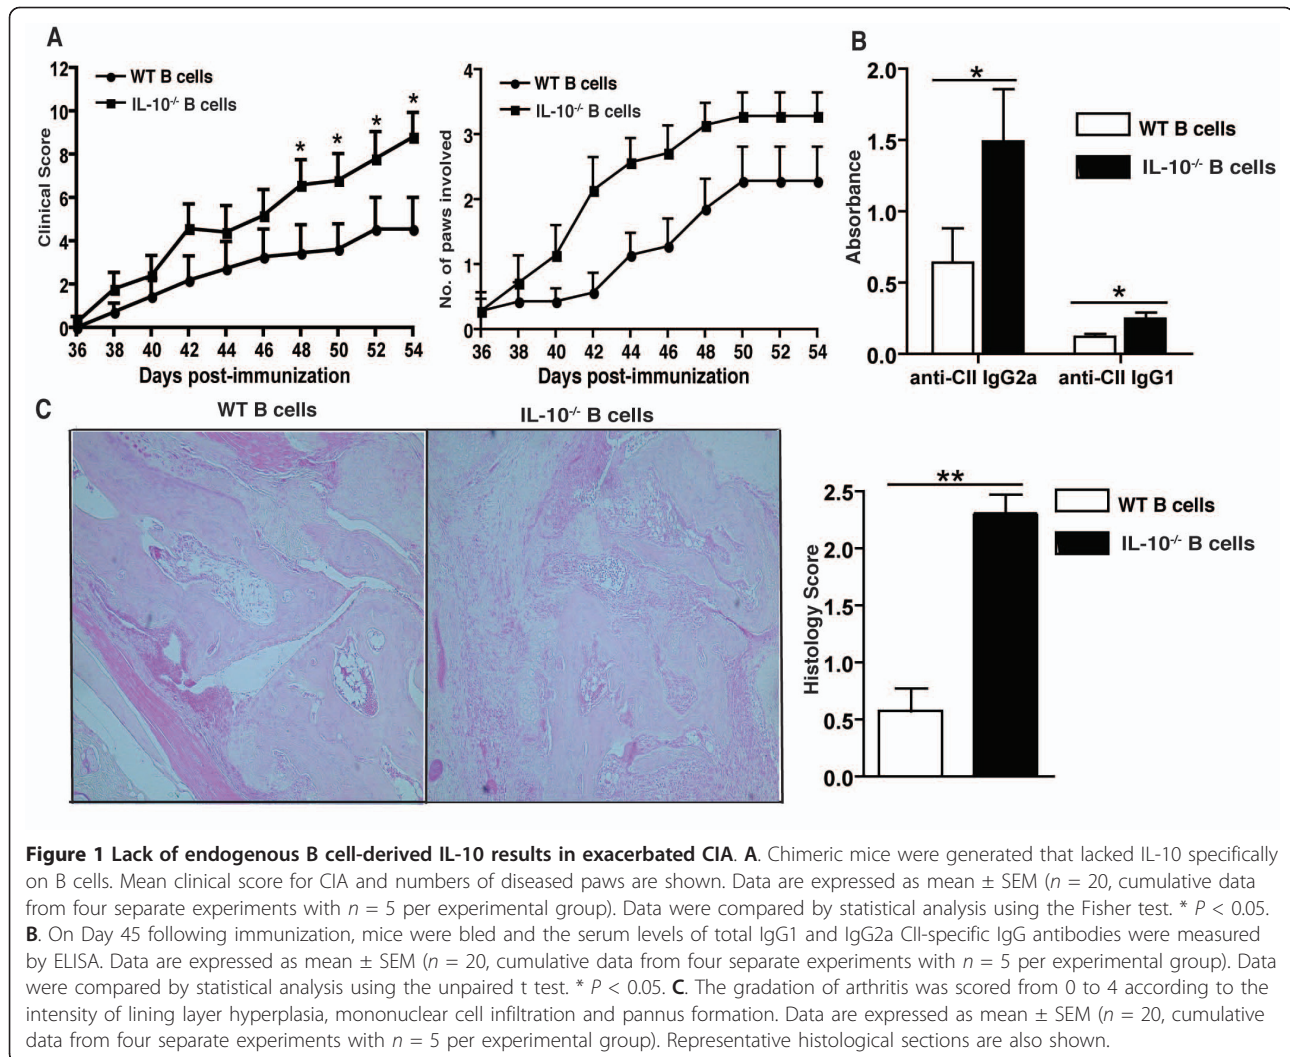 A
12
10
8
6
4
2
0
Clinical Score
WT B cells
IL-10⁻/⁻ B cells
*
*
*
*
36 38 40 42 44 46 48 50 52 54
Days post-immunization
4
3
2
1
0
No. of paws involved
WT B cells
IL-10⁻/⁻ B cells
36 38 40 42 44 46 48 50 52 54
Days post-immunization
B
2.0
1.5
1.0
0.5
0.0
Absorbance
*
*
WT B cells
IL-10⁻/⁻ B cells
anti-CII IgG2a anti-CII IgG1
C
WT B cells
IL-10⁻/⁻ B cells
2.5
2.0
1.5
1.0
0.5
0.0
Histology Score
**
WT B cells
IL-10⁻/⁻ B cells
Figure 1 Lack of endogenous B cell-derived IL-10 results in exacerbated CIA. A. Chimeric mice were generated that lacked IL-10 specifically
on B cells. Mean clinical score for CIA and numbers of diseased paws are shown. Data are expressed as mean ± SEM (n = 20, cumulative data
from four separate experiments with n = 5 per experimental group). Data were compared by statistical analysis using the Fisher test. * P < 0.05.
B. On Day 45 following immunization, mice were bled and the serum levels of total IgG1 and IgG2a CII-specific IgG antibodies were measured
by ELISA. Data are expressed as mean ± SEM (n = 20, cumulative data from four separate experiments with n = 5 per experimental group). Data
were compared by statistical analysis using the unpaired t test. * P < 0.05. C. The gradation of arthritis was scored from 0 to 4 according to the
intensity of lining layer hyperplasia, mononuclear cell infiltration and pannus formation. Data are expressed as mean ± SEM (n = 20, cumulative
data from four separate experiments with n = 5 per experimental group). Representative histological sections are also shown.